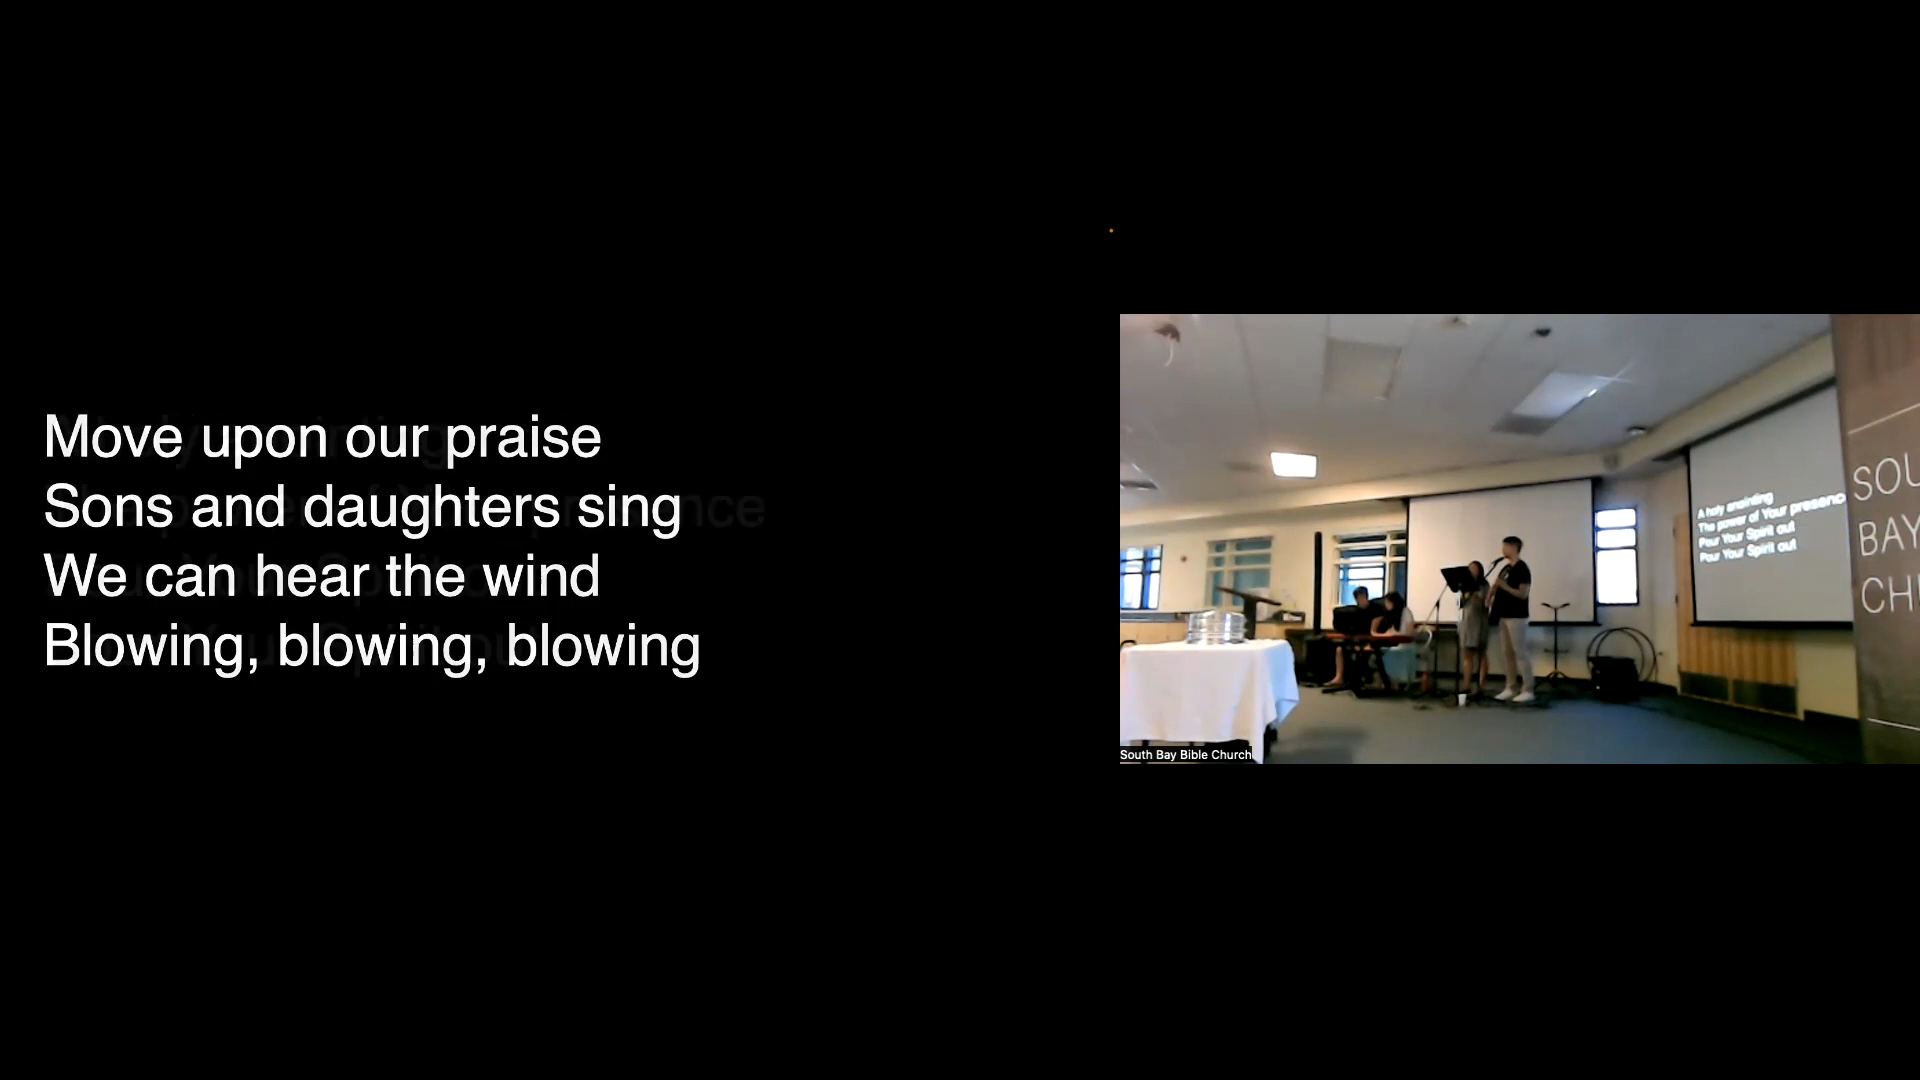 Move upon our praise
Sons and daughters sing
We can hear the wind
Blowing, blowing, blowing
A holy anointing
The power of Your presenc
Pour Your Spirit out
Pour Your Spirit out
SOU
BAY
CH
South Bay Bible Church